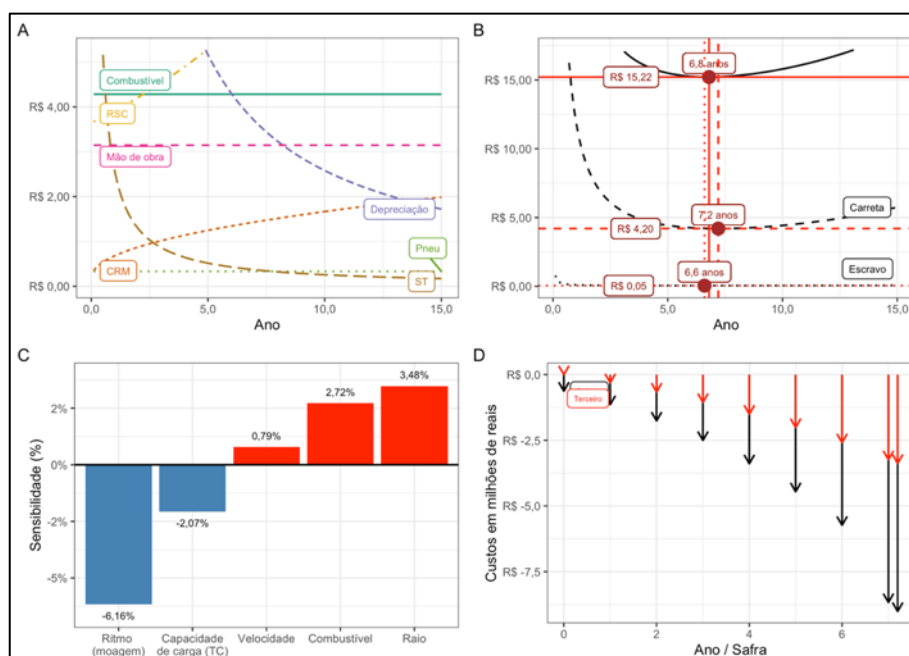 A
Combustível
RSC
R$ 4,00
Mão de obra
R$ 2,00
Depreciação
Pneu
CRM
ST
R$ 0,00
0,0
5,0
10,0
15,0
Ano
B
6,8 anos
R$ 15,00
R$ 15,22
R$ 10,00
Carreta
7,2 anos
R$ 5,00
R$ 4,20
Escravo
6,6 anos
R$ 0,00
R$ 0,05
0,0
5,0
10,0
15,0
Ano
C
Sensibilidade (%)
3,48%
2,72%
2%
0,79%
0%
-2%
-2,07%
-5%
-6,16%
Ritmo
(moagem)
Capacidade
de carga (TC)
Velocidade
Combustível
Raio
D
Custos em milhões de reais
R$ 0,0
Terceiro
R$ -2,5
R$ -5,0
R$ -7,5
0
2
4
6
Ano / Safra